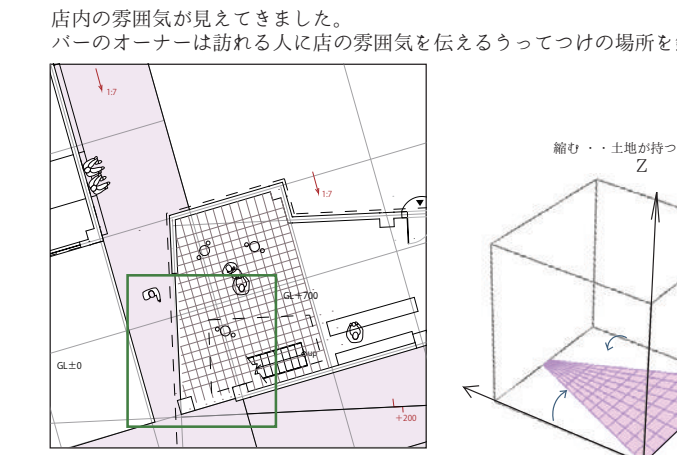 店内の雰囲気が見えてきました。
バーのオーナーは訪れる人に店の雰囲気を伝えるうってつけの場所を
縮む ・・土地が持つ
Z
1:7
1:7
GL+700
up
GL±0
+200